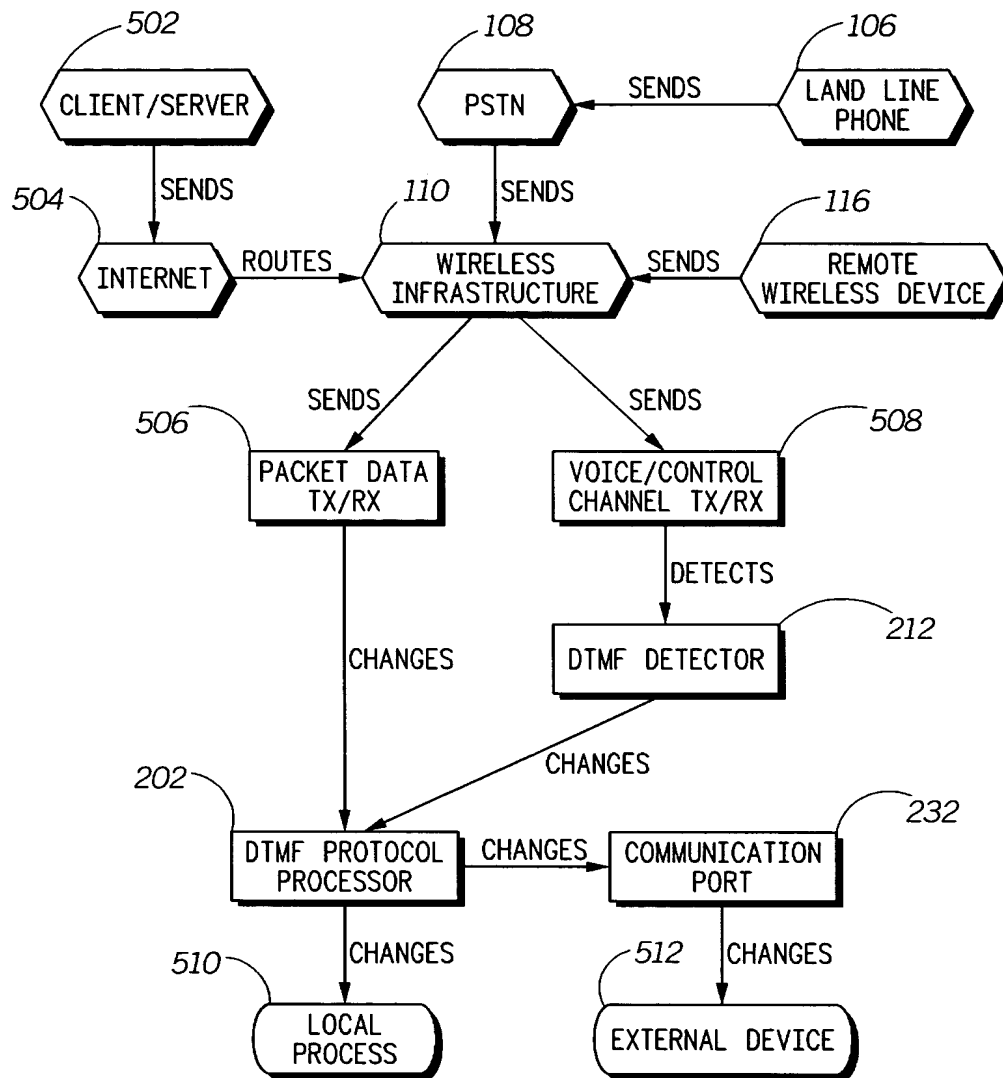 502
108
106
CLIENT/SERVER
PSTN
SENDS
LAND LINE
PHONE
SENDS
SENDS
504
110
116
INTERNET
ROUTES
WIRELESS
INFRASTRUCTURE
SENDS
REMOTE
WIRELESS DEVICE
SENDS
SENDS
506
508
PACKET DATA
TX/RX
VOICE/CONTROL
CHANNEL TX/RX
DETECTS
212
CHANGES
DTMF DETECTOR
CHANGES
202
232
DTMF PROTOCOL
PROCESSOR
CHANGES
COMMUNICATION
PORT
CHANGES
CHANGES
510
512
LOCAL
PROCESS
EXTERNAL DEVICE